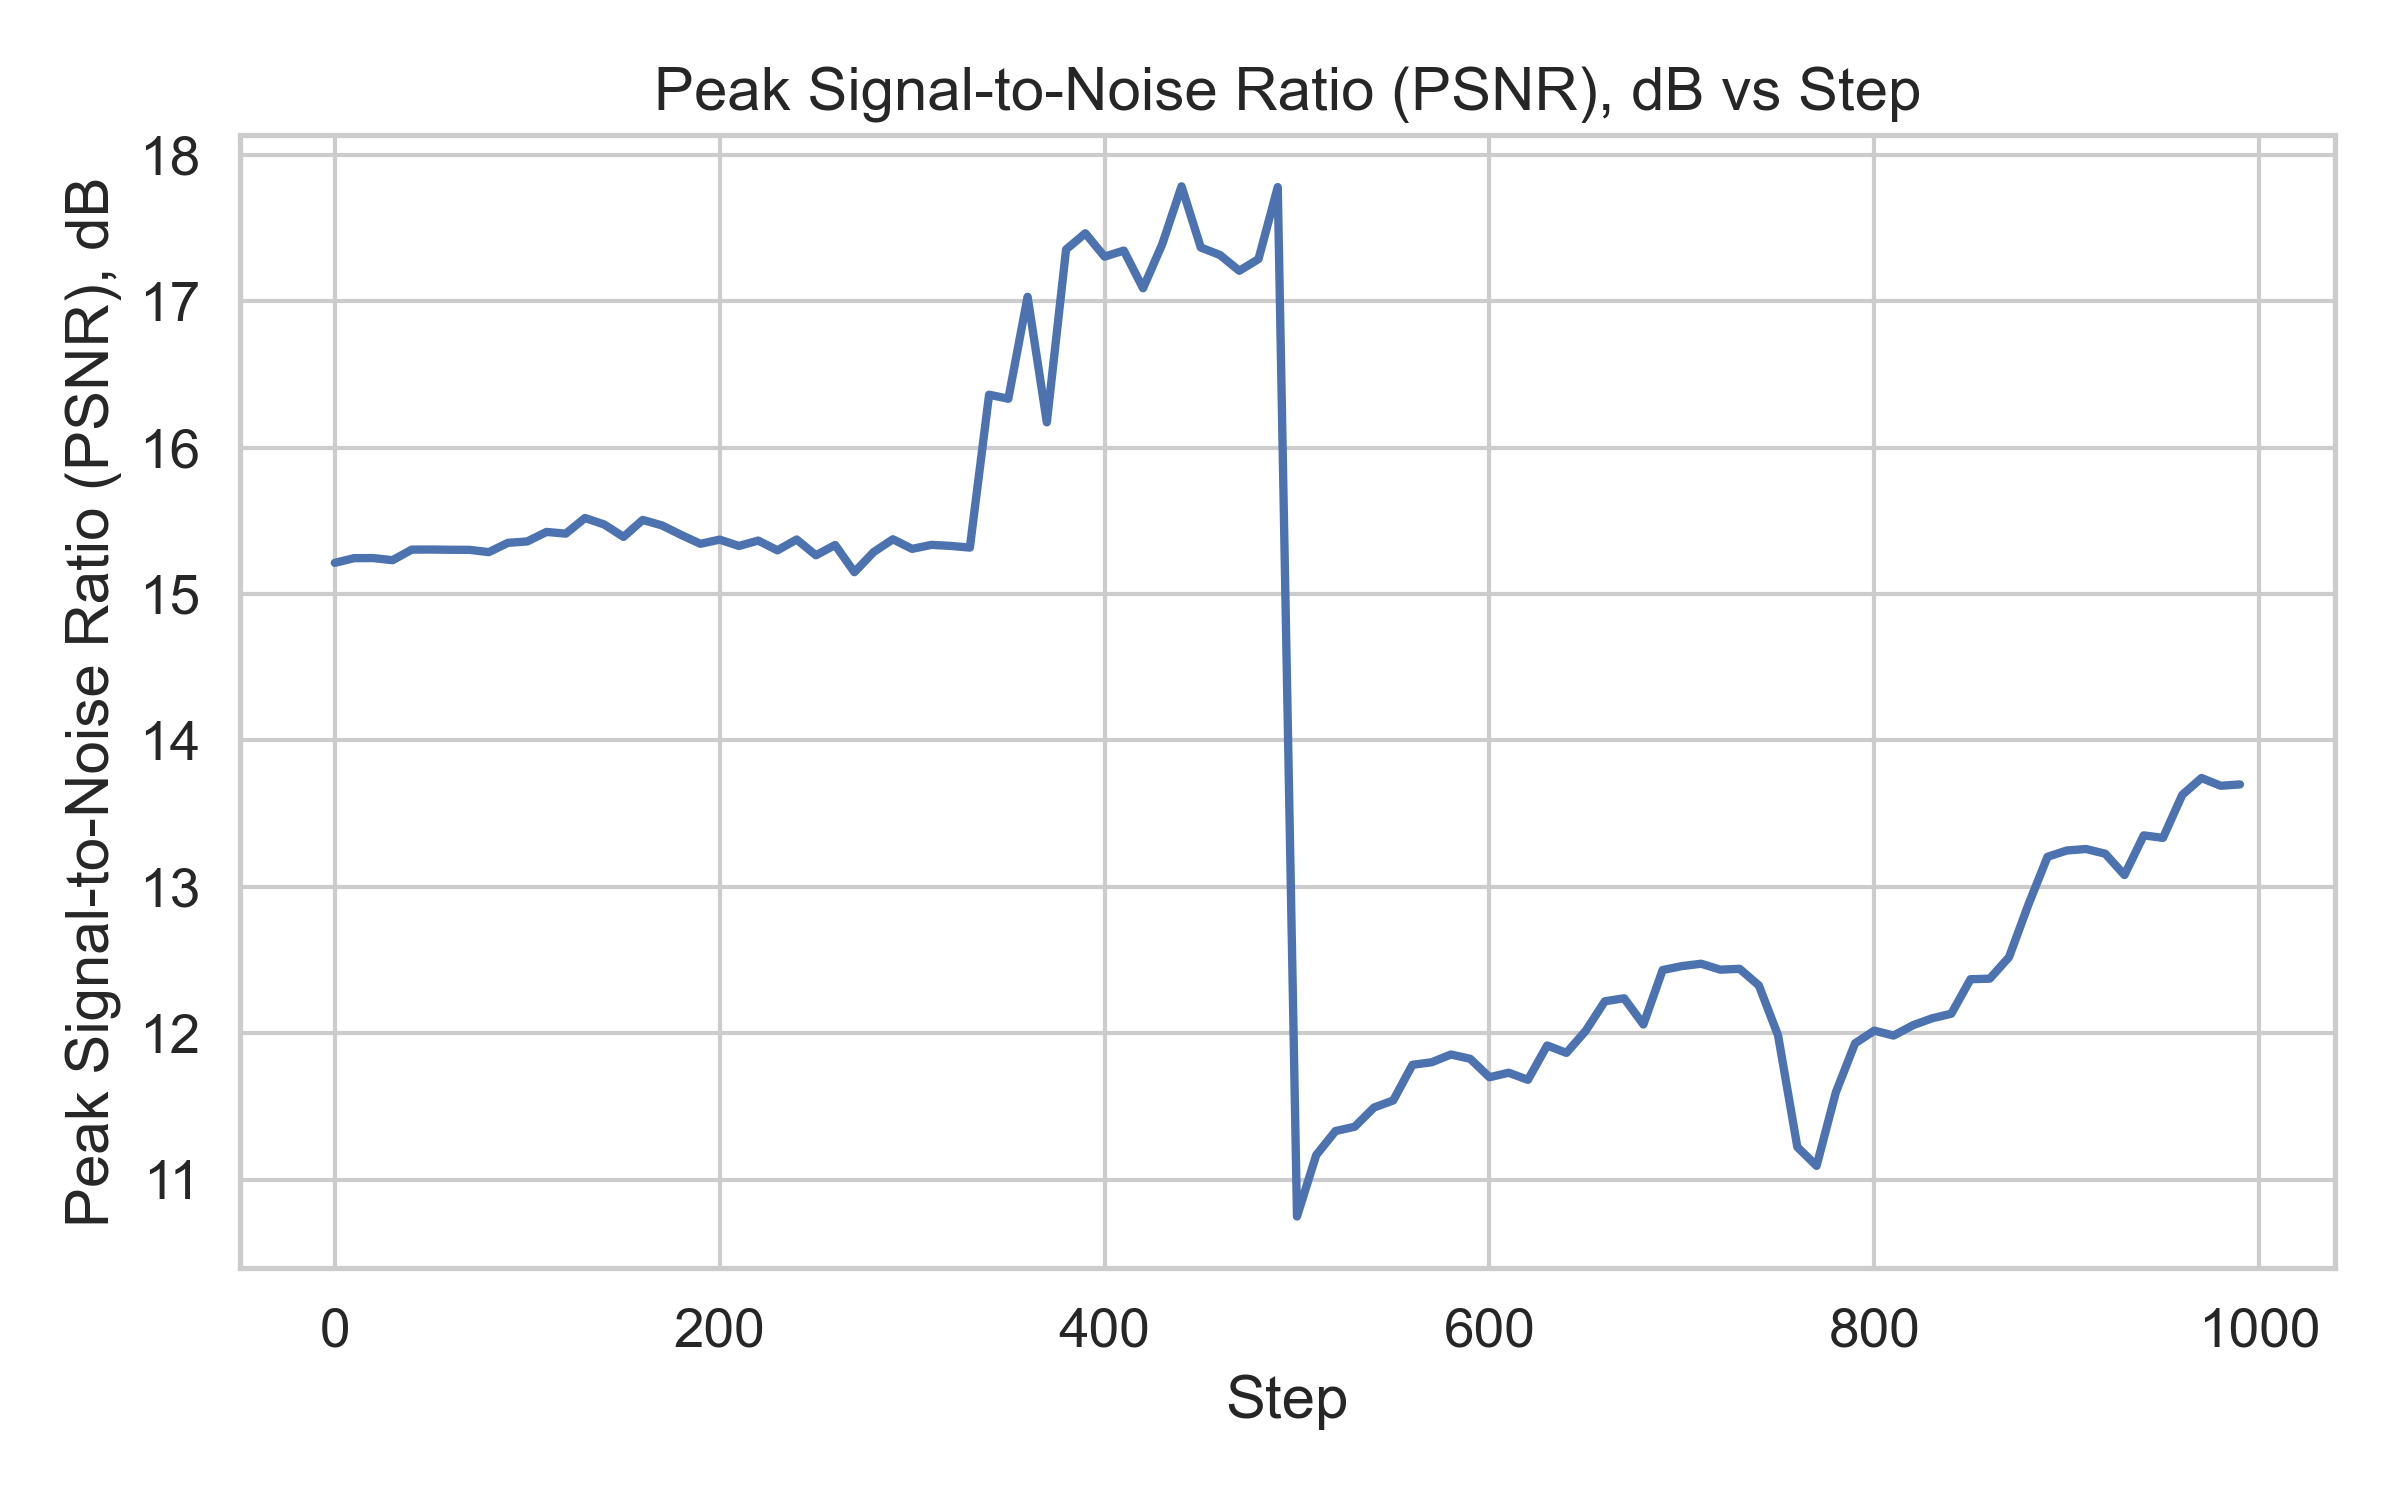 Peak Signal-to-Noise Ratio (PSNR), dB vs Step
Peak Signal-to-Noise Ratio (PSNR), dB
18
17
16
15
14
13
12
11
0 200 400 600 800 1000
Step